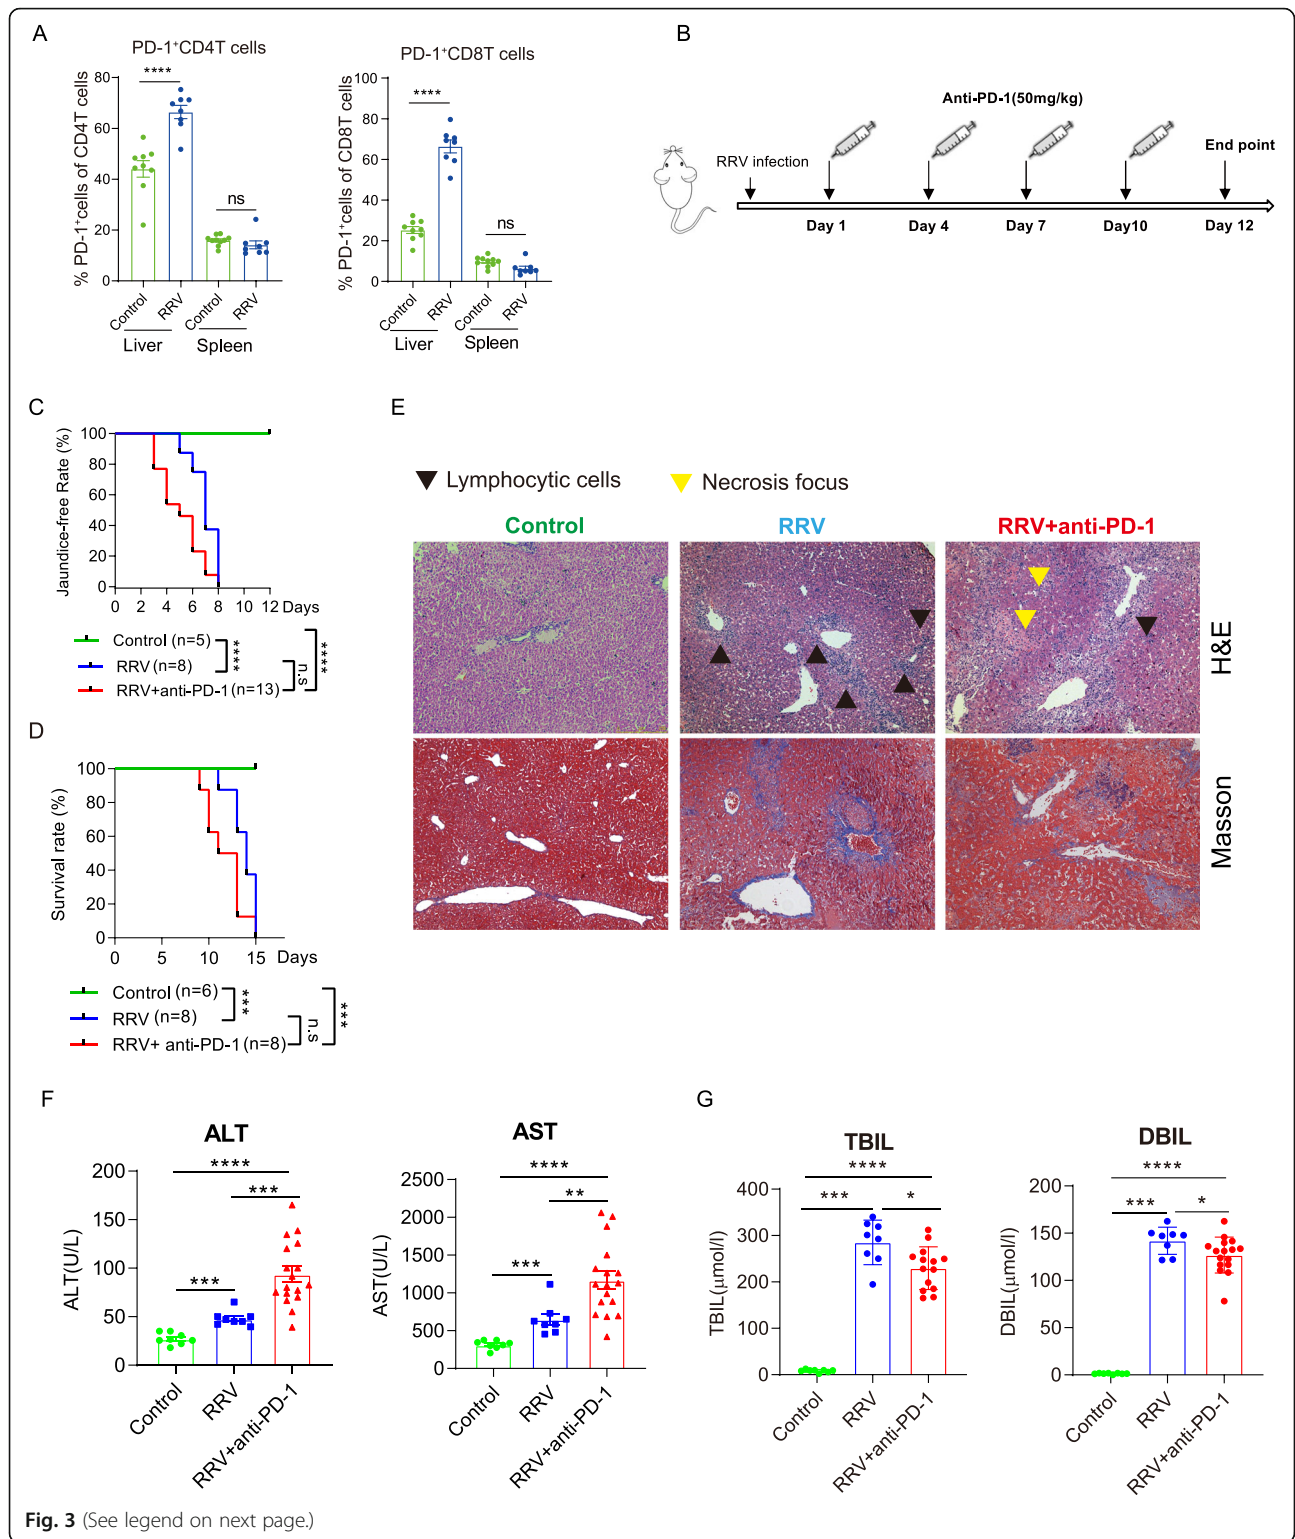 A
PD-1⁺CD4T cells
% PD-1⁺cells of CD4T cells
80
60
40
20
0
****
ns
Control
RRV
Control
RRV
Liver
Spleen
PD-1⁺CD8T cells
% PD-1⁺cells of CD8T cells
100
80
60
40
20
0
****
ns
Control
RRV
Control
RRV
Liver
Spleen
B
Anti-PD-1(50mg/kg)
RRV infection
End point
Day 1
Day 4
Day 7
Day10
Day 12
C
Jaundice-free Rate (%)
100
80
60
40
20
0
0 2 4 6 8 10 12 Days
Control (n=5)
RRV (n=8)
RRV+anti-PD-1 (n=13)
****
n.s
****
D
Survival rate (%)
100
80
60
40
20
0
0 5 10 15 Days
Control (n=6)
RRV (n=8)
RRV+ anti-PD-1 (n=8)
***
n.s
***
E
Lymphocytic cells
Necrosis focus
Control
RRV
RRV+anti-PD-1
H&E
Masson
F
ALT
ALT(U/L)
200
150
100
50
0
****
***
***
Control
RRV
RRV+anti-PD-1
AST
AST(U/L)
2500
2000
1500
1000
500
0
****
**
***
Control
RRV
RRV+anti-PD-1
G
TBIL
TBIL(μmol/l)
400
300
200
100
0
****
***
*
Control
RRV
RRV+anti-PD-1
DBIL
DBIL(μmol/l)
200
150
100
50
0
****
***
*
Control
RRV
RRV+anti-PD-1
Fig. 3 (See legend on next page.)